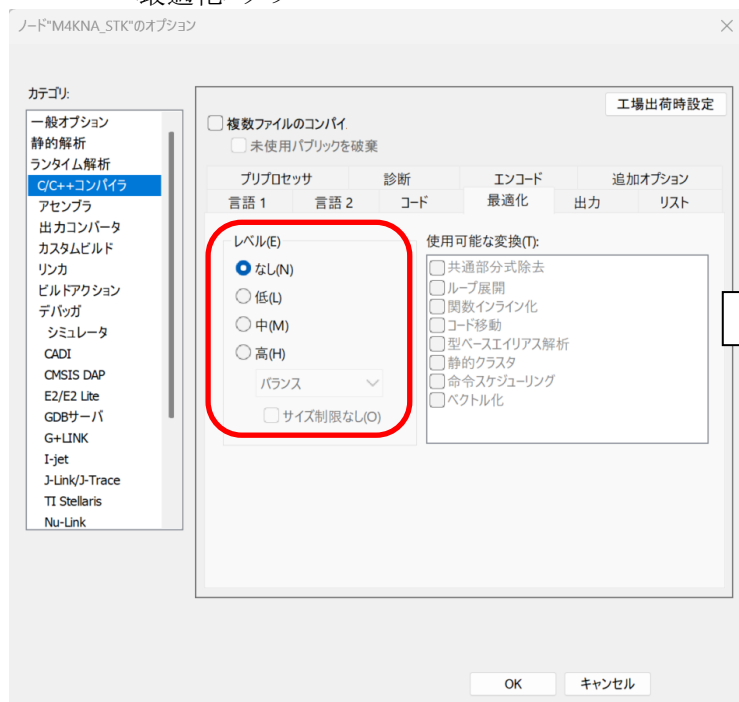 ノード"M4KNA_STK"のオプション
カテゴリ:
一般オプション
静的解析
ランタイム解析
C/C++コンパイラ
アセンブラ
出力コンバータ
カスタムビルド
リンカ
ビルドアクション
デバッガ
シミュレータ
CADI
CMSIS DAP
E2/E2 Lite
GDBサーバ
G+LINK
I-jet
J-Link/J-Trace
TI Stellaris
Nu-Link
工場出荷時設定
複数ファイルのコンパイ
未使用パブリックを破棄
プリプロセッサ 診断 エンコード 追加オプション
言語 1 言語 2 コード 最適化 出力 リスト
レベル(E)
なし(N)
低(L)
中(M)
高(H)
バランス
サイズ制限なし(O)
使用可能な変換(T):
共通部分式除去
ループ展開
関数インライン化
コード移動
型ベースエイリアス解析
静的クラスタ
命令スケジューリング
ベクトル化
OK キャンセル